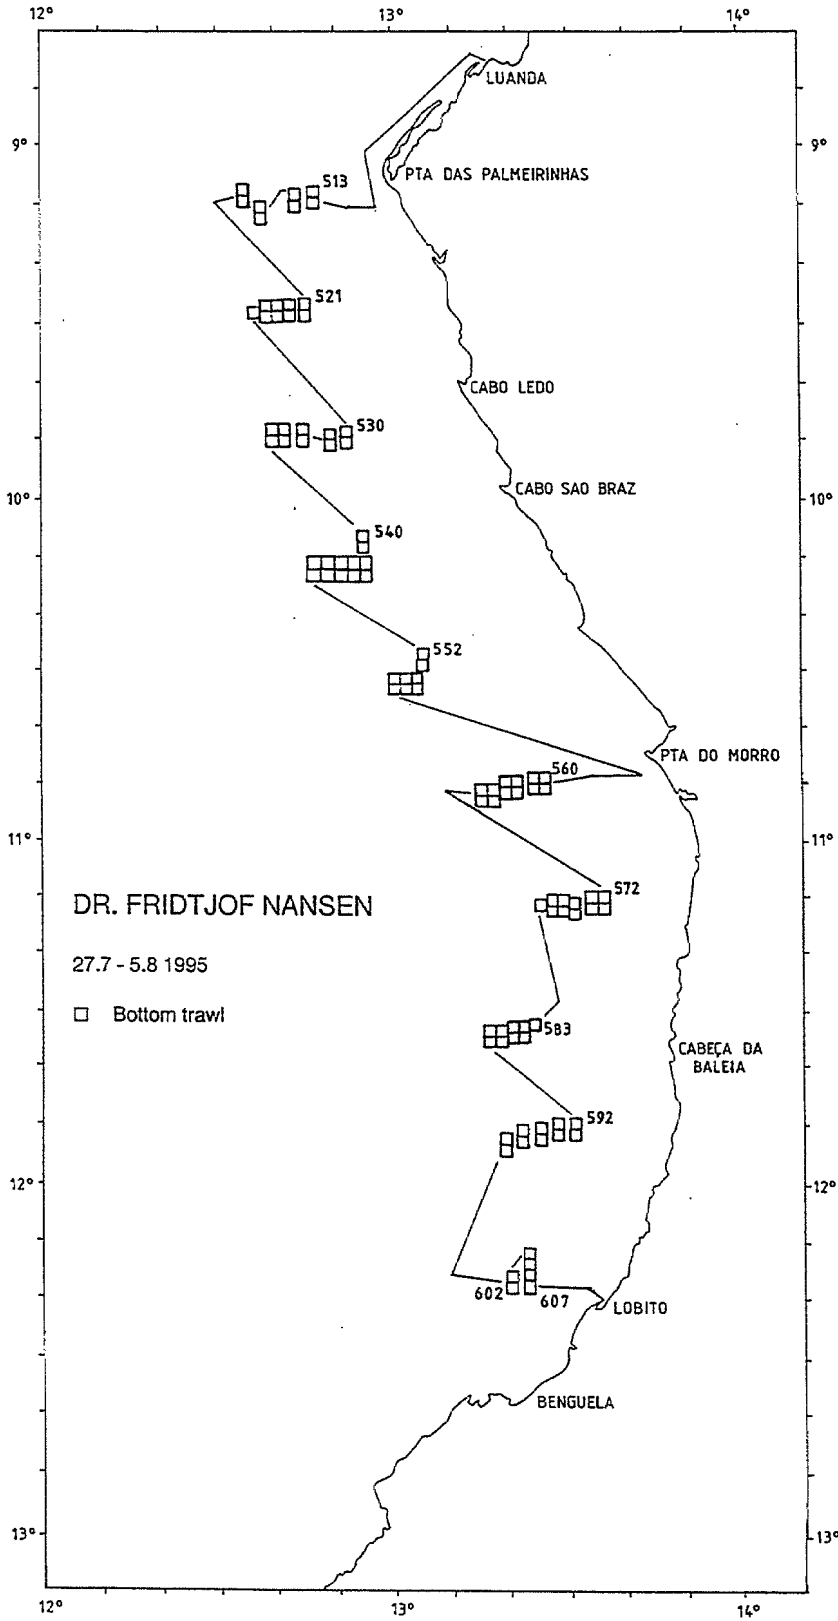 12° 13° 14°
LUANDA
9° 9°
PTA DAS PALMEIRINHAS
513
521
CABO LEDO
530
CABO SAO BRAZ
10° 10°
540
552
PTA DO MORRO
560
11° 11°
572
DR. FRIDTJOF NANSEN
27.7 - 5.8 1995
Bottom trawl
583
CABEÇA DA
BALEIA
592
12° 12°
602 607
LOBITO
BENGUELA
13° 13°
12° 13° 14°